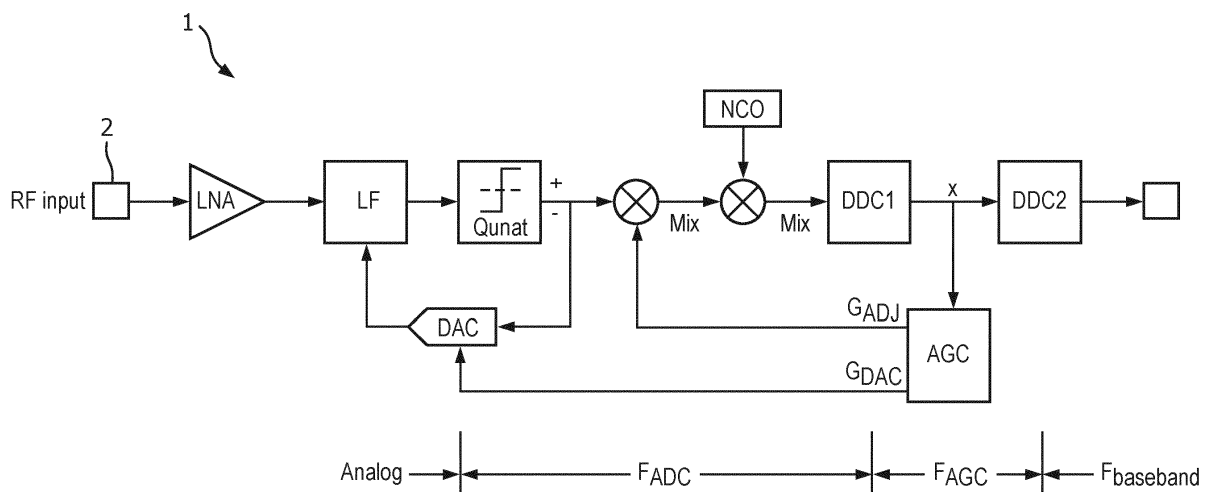 1
NCO
2
RF input
LNA
LF
Qunat
+
-
Mix
Mix
DDC1
x
DDC2
DAC
GADJ
GDAC
AGC
Analog
FADC
FAGC
Fbaseband